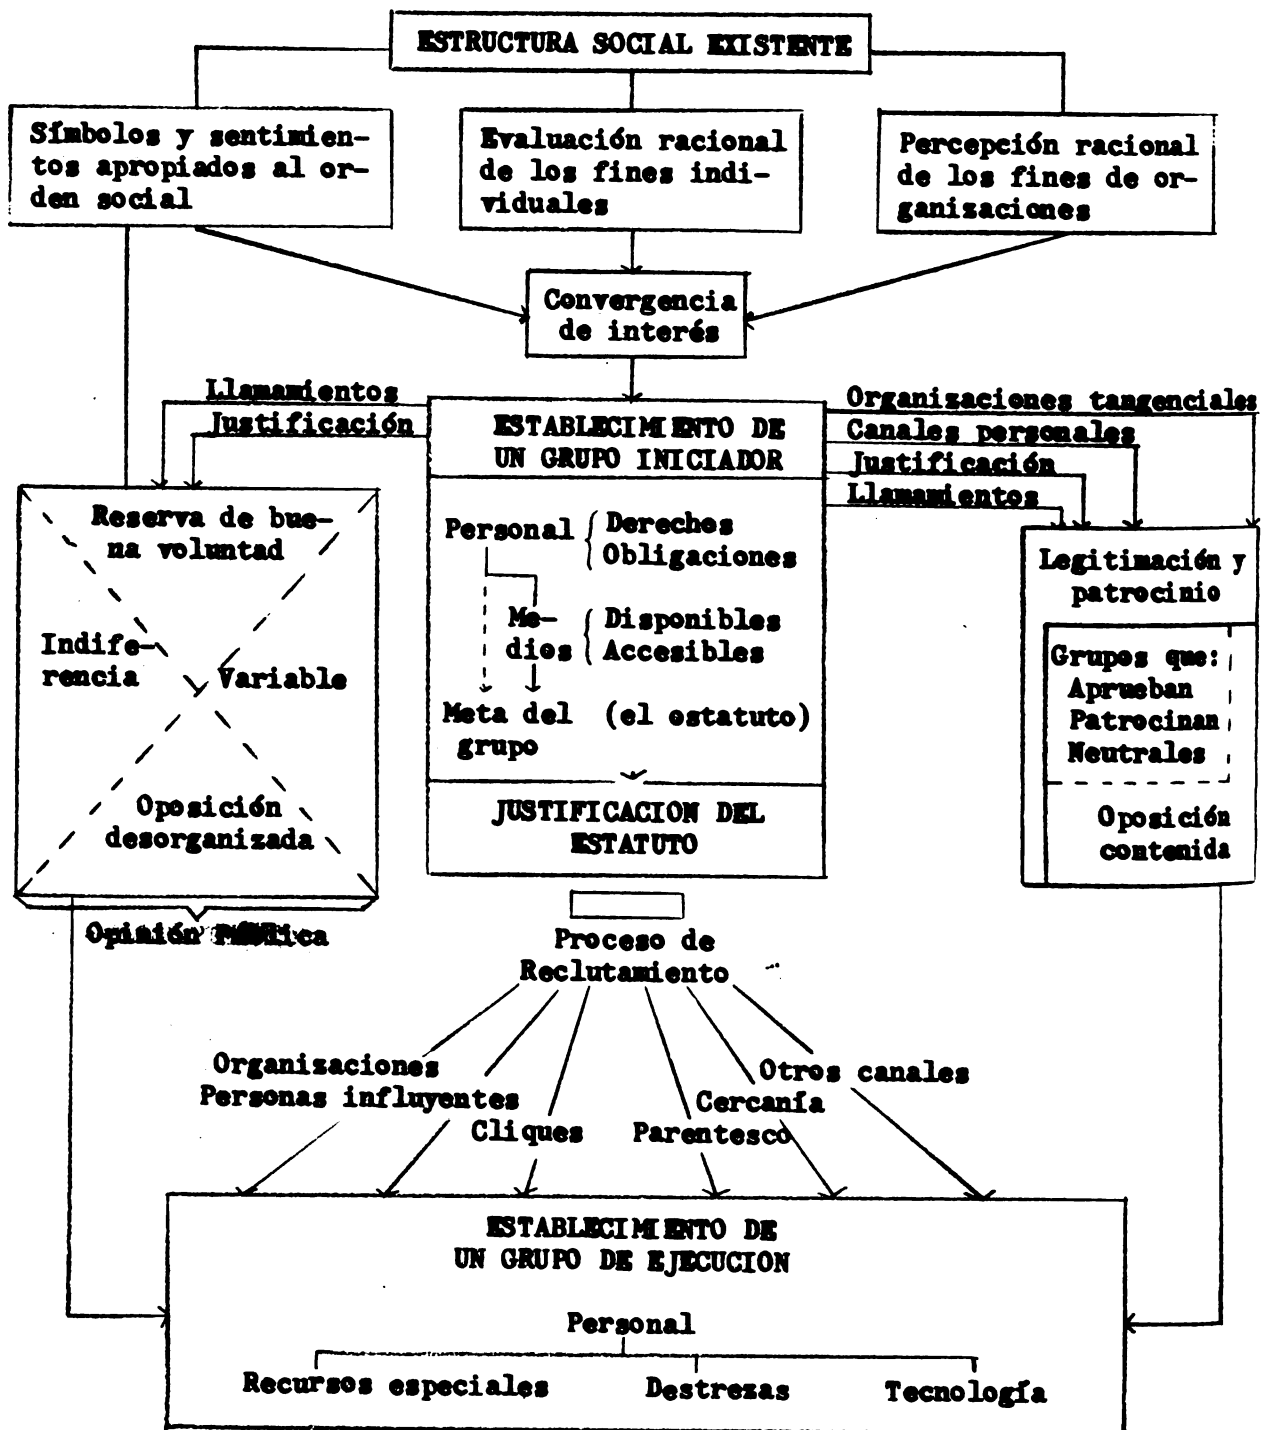 ESTRUCTURA SOCIAL EXISTENTE
Símbolos y sentimien-
tos apropiados al or-
den social
Evaluación racional
de los fines indi-
viduales
Percepción racional
de los fines de or-
ganizaciones
Convergencia
de interés
Llamamientos
Justificación
ESTABLECIMIENTO DE
UN GRUPO INICIADOR
Organizaciones tangenciales
Canales personales
Justificación
Llamamientos
Reserva de bue-
na voluntad
Indife-
rencia
Variable
Oposición
desorganizada
Opinión Pública
Personal
Derechos
Obligaciones
Me-
dios
Disponibles
Accesibles
Meta del
grupo
(el estatuto)
JUSTIFICACION DEL
ESTATUTO
Legitimación y
patrocinio
Grupos que:
Aprueban
Patrocinan
Neutrales
Oposición
contenida
Proceso de
Reclutamiento
Organizaciones
Personas influyentes
Cliques
Parentesco
Cercanía
Otros canales
ESTABLECIMIENTO DE
UN GRUPO DE EJECUCION
Personal
Recursos especiales
Destrezas
Tecnología